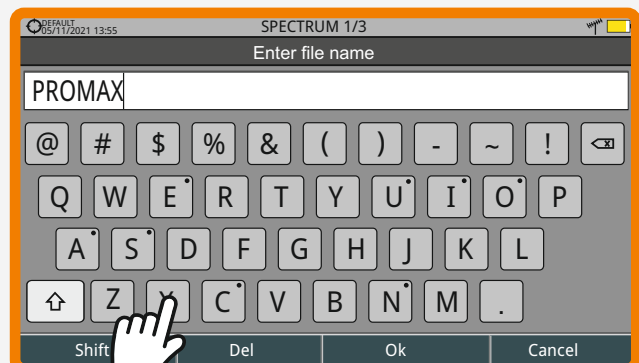 DEFAULT
05/11/2021 13:55
SPECTRUM 1/3
Enter file name
PROMAX
@ # $ % & ( ) - ~ !
Q W E R T Y U I O P
A S D F G H J K L
Z X C V B N M .
Shift Del Ok Cancel